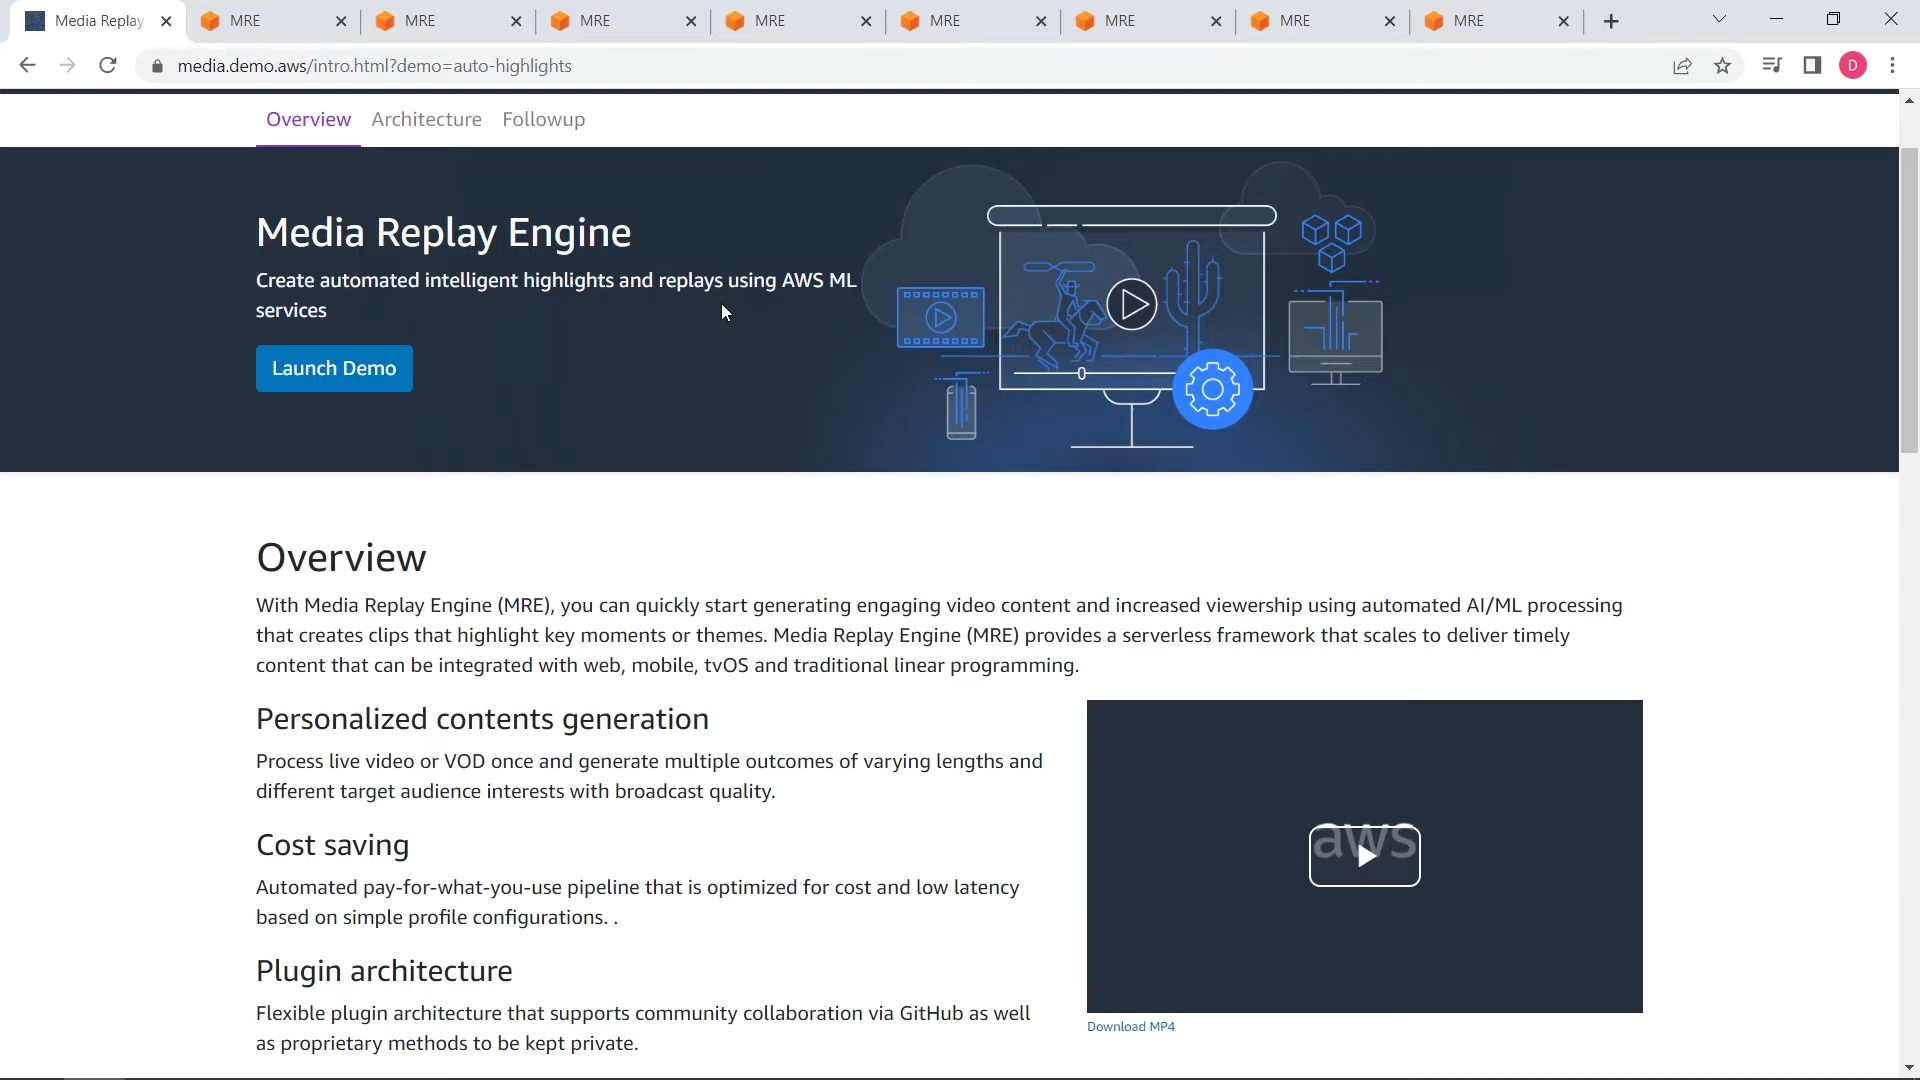 Media Replay
MRE
MRE
MRE
MRE
MRE
MRE
MRE
MRE
media.demo.aws/intro.html?demo=auto-highlights
D
Overview
Architecture
Followup
Media Replay Engine
Create automated intelligent highlights and replays using AWS ML
services
Launch Demo
Overview
With Media Replay Engine (MRE), you can quickly start generating engaging video content and increased viewership using automated AI/ML processing
that creates clips that highlight key moments or themes. Media Replay Engine (MRE) provides a serverless framework that scales to deliver timely
content that can be integrated with web, mobile, tvOS and traditional linear programming.
Personalized contents generation
Process live video or VOD once and generate multiple outcomes of varying lengths and
different target audience interests with broadcast quality.
Cost saving
Automated pay-for-what-you-use pipeline that is optimized for cost and low latency
based on simple profile configurations. .
Plugin architecture
Flexible plugin architecture that supports community collaboration via GitHub as well
as proprietary methods to be kept private.
aws
Download MP4